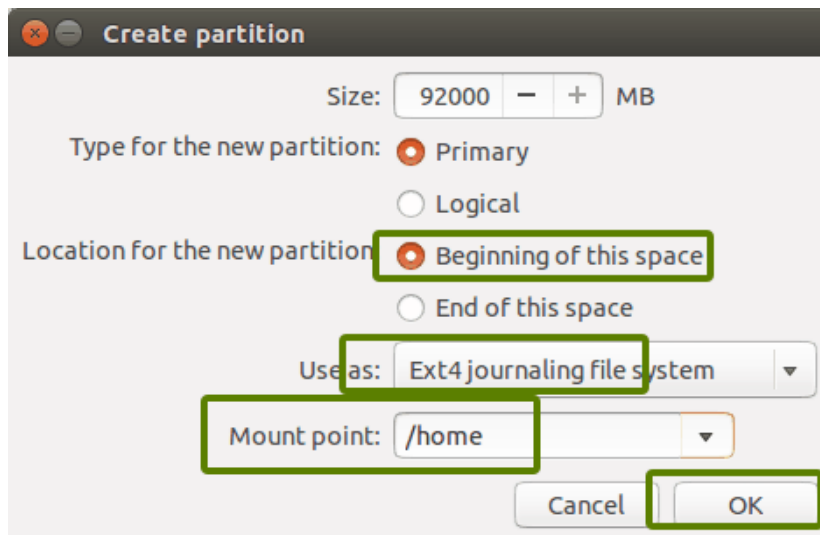 Create partition
Size: 92000 MB
Type for the new partition: Primary
Logical
Location for the new partition Beginning of this space
End of this space
Use as: Ext4 journaling file system
Mount point: /home
Cancel OK